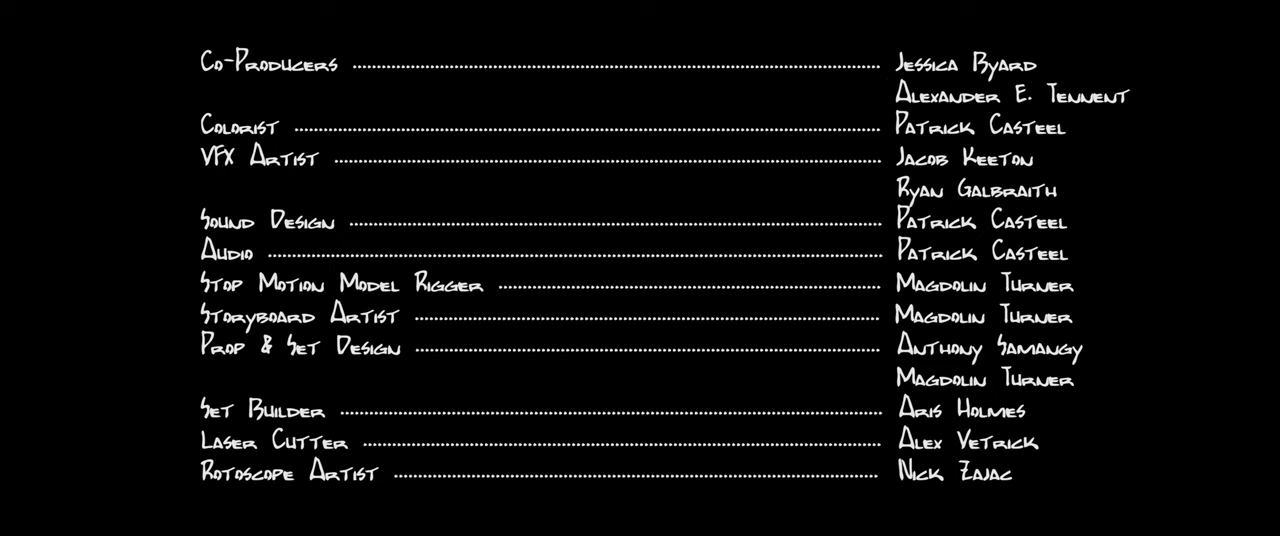 Co-Producers ........ Jessica Byard
Alexander E. Tennent
Colorist ........ Patrick Casteel
VFX Artist ........ Jacob Keeton
Ryan Galbraith
Sound Design ........ Patrick Casteel
Audio ........ Patrick Casteel
Stop Motion Model Rigger ........ Magdolin Turner
Storyboard Artist ........ Magdolin Turner
Prop & Set Design ........ Anthony Samangy
Magdolin Turner
Set Builder ........ Aris Holmes
Laser Cutter ........ Alex Vetrick
Rotoscope Artist ........ Nick Zajac